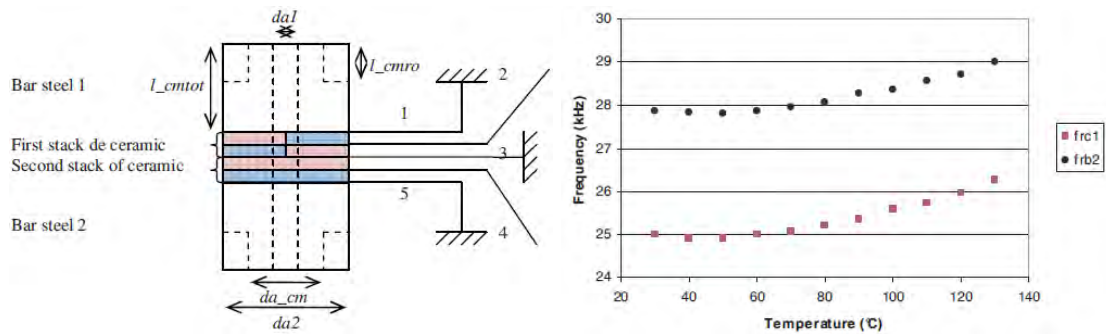 da1
l_cmro
l_cmtot
Bar steel 1
2
1
First stack de ceramic
3
Second stack of ceramic
5
Bar steel 2
4
da_cm
da2
30
29
28
27
26
25
24
Frequency (kHz)
20
40
60
80
100
120
140
Temperature (°C)
frc1
frb2